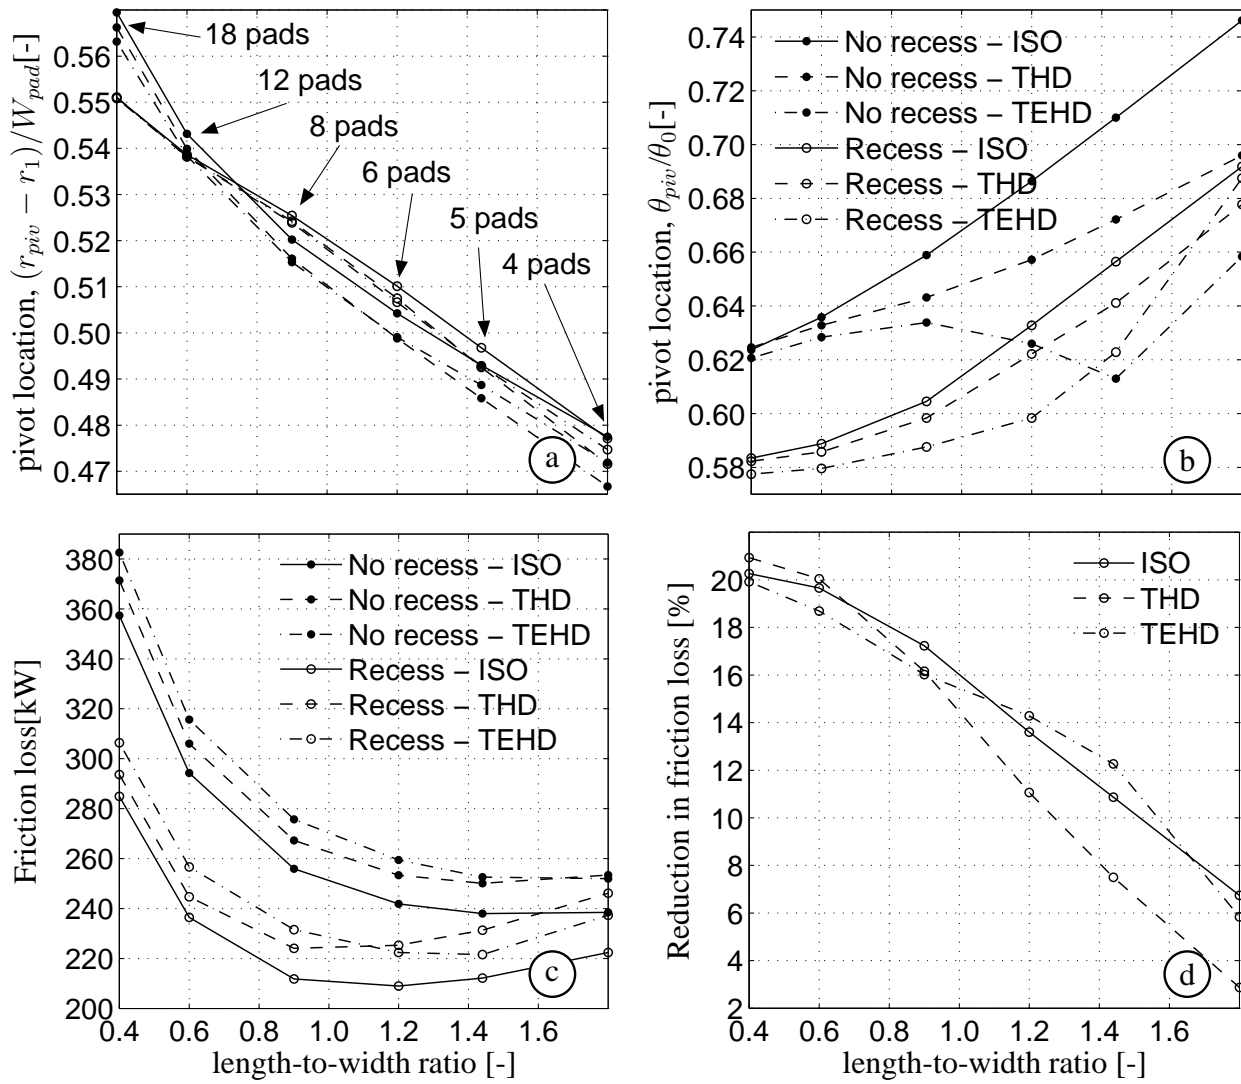 pivot location, (r_piv − r_1)/W_pad[-]
0.56
0.55
0.54
0.53
0.52
0.51
0.50
0.49
0.48
0.47
18 pads
12 pads
8 pads
6 pads
5 pads
4 pads
a
pivot location, θ_piv/θ_0[-]
0.74
0.72
0.70
0.68
0.66
0.64
0.62
0.60
0.58
No recess – ISO
No recess – THD
No recess – TEHD
Recess – ISO
Recess – THD
Recess – TEHD
b
Friction loss[kW]
380
360
340
320
300
280
260
240
220
200
No recess – ISO
No recess – THD
No recess – TEHD
Recess – ISO
Recess – THD
Recess – TEHD
c
0.4 0.6 0.8 1.0 1.2 1.4 1.6
length-to-width ratio [-]
Reduction in friction loss [%]
20
18
16
14
12
10
8
6
4
2
ISO
THD
TEHD
d
0.4 0.6 0.8 1.0 1.2 1.4 1.6
length-to-width ratio [-]